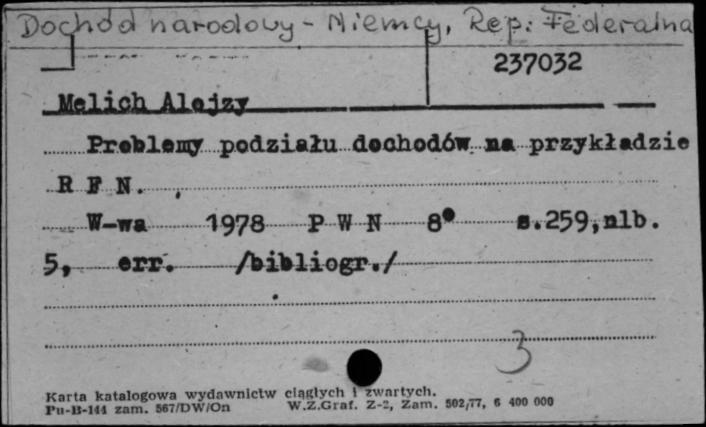 Dochód narodowy - Niemcy, Rep. Federalna
237032
Melich Alojzy
Problemy podziału dochodów na przykładzie
R F N.
W-wa 1978 P W N 8° s.259,nlb.
5, err. /bibliogr./
3
Karta katalogowa wydawnictw ciągłych i zwartych.
Pu-B-144 zam. 567/DW/On W.Z.Graf. Z-2, Zam. 502/77, 6 400 000